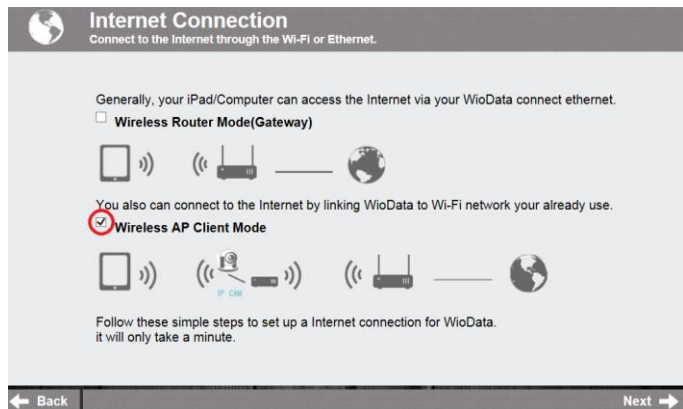 Internet Connection
Connect to the Internet through the Wi-Fi or Ethernet.
Generally, your iPad/Computer can access the Internet via your WioData connect ethernet.
Wireless Router Mode(Gateway)
You also can connect to the Internet by linking WioData to Wi-Fi network your already use.
Wireless AP Client Mode
IP CAM
Follow these simple steps to set up a Internet connection for WioData.
it will only take a minute.
Back
Next